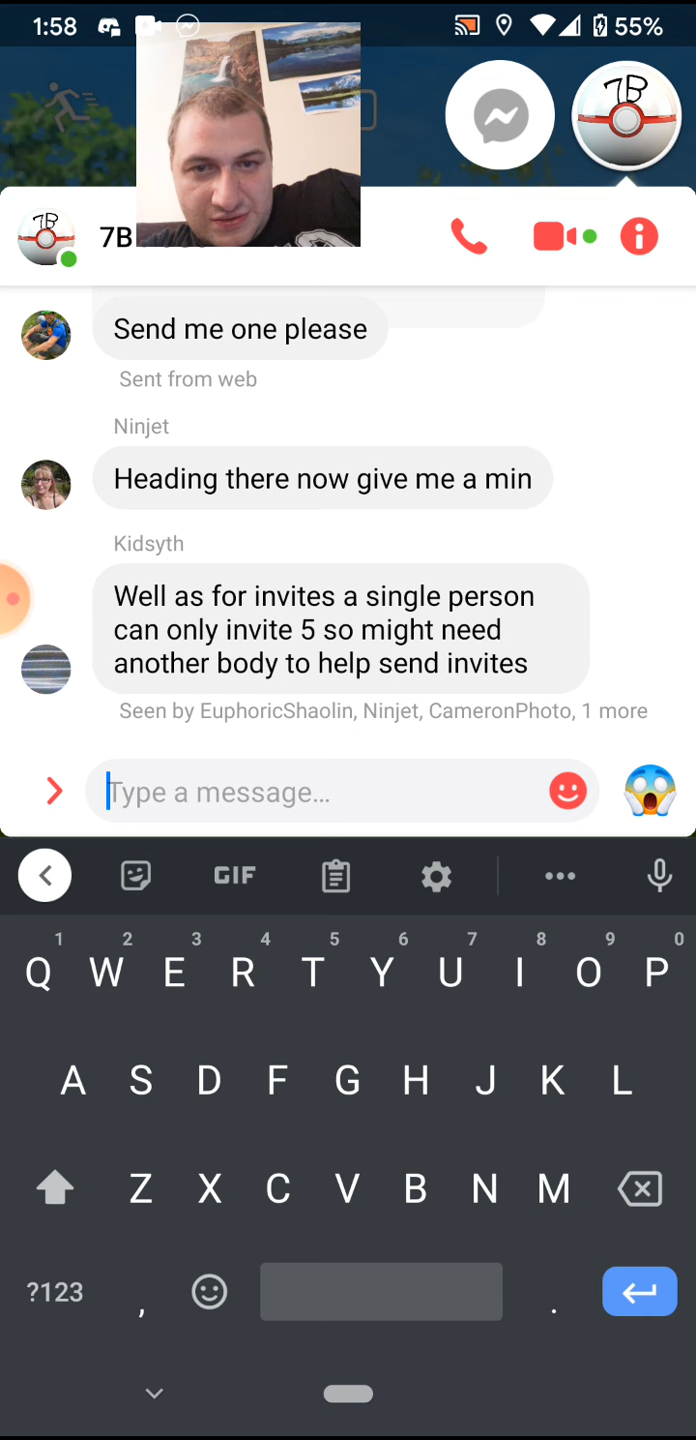 1:58
55%
7B
7B
7B
Send me one please
Sent from web
Ninjet
Heading there now give me a min
Kidsyth
Well as for invites a single person
can only invite 5 so might need
another body to help send invites
Seen by EuphoricShaolin, Ninjet, CameronPhoto, 1 more
Type a message...
GIF
1 2 3 4 5 6 7 8 9 0
Q W E R T Y U I O P
A S D F G H J K L
Z X C V B N M
?123 , .